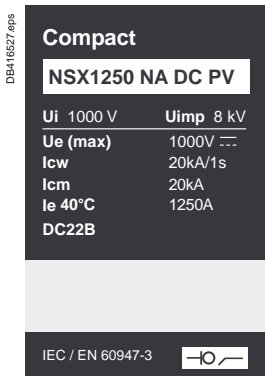 DB416527.eps
Compact
NSX1250 NA DC PV
Ui 1000 V Uimp 8 kV
Ue (max) 1000V ⎓
Icw 20kA/1s
Icm 20kA
Ie 40°C 1250A
DC22B
IEC / EN 60947-3